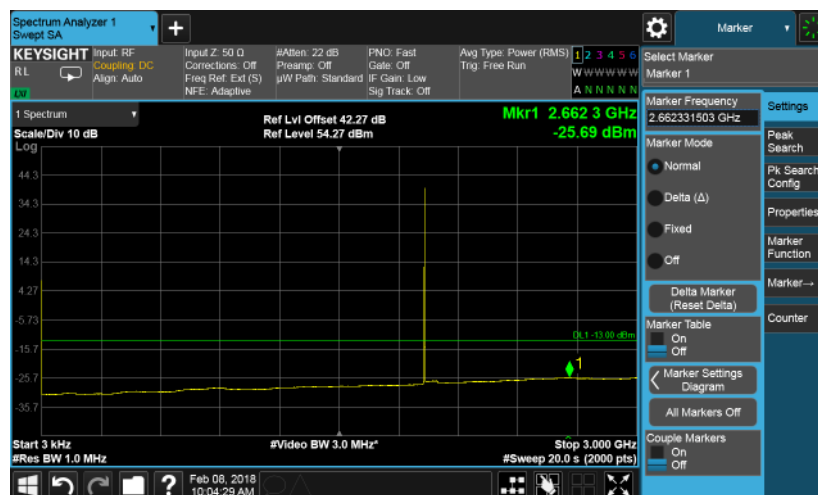 Spectrum Analyzer 1
Swept SA
+
Marker
KEYSIGHT
RL
LXI
Input: RF
Coupling: DC
Align: Auto
Input Z: 50 Ω
Corrections: Off
Freq Ref: Ext (S)
NFE: Adaptive
#Atten: 22 dB
Preamp: Off
µW Path: Standard
PNO: Fast
Gate: Off
IF Gain: Low
Sig Track: Off
Avg Type: Power (RMS)
Trig: Free Run
1 2 3 4 5 6
W W W W W W
A N N N N N
Select Marker
Marker 1
1 Spectrum
Scale/Div 10 dB
Log
Ref Lvl Offset 42.27 dB
Ref Level 54.27 dBm
Mkr1 2.662 3 GHz
-25.69 dBm
44.3
34.3
24.3
14.3
4.27
-5.73
-15.7
-25.7
-35.7
DL1 -13.00 dBm
1
Start 3 kHz
#Res BW 1.0 MHz
#Video BW 3.0 MHz*
Stop 3.000 GHz
#Sweep 20.0 s (2000 pts)
Marker Frequency
2.662331503 GHz
Marker Mode
Normal
Delta (Δ)
Fixed
Off
Delta Marker
(Reset Delta)
Marker Table
On
Off
Marker Settings
Diagram
All Markers Off
Couple Markers
On
Off
Settings
Peak
Search
Pk Search
Config
Properties
Marker
Function
Marker→
Counter
?
Feb 08, 2018
10:04:29 AM